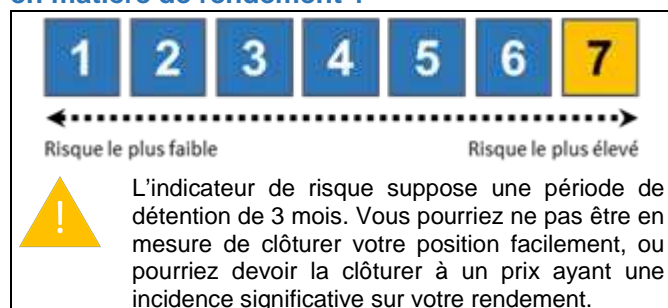 en matière de rendement ?
1 2 3 4 5 6 7
Risque le plus faible Risque le plus élevé
!
L'indicateur de risque suppose une période de
détention de 3 mois. Vous pourriez ne pas être en
mesure de clôturer votre position facilement, ou
pourriez devoir la clôturer à un prix ayant une
incidence significative sur votre rendement.